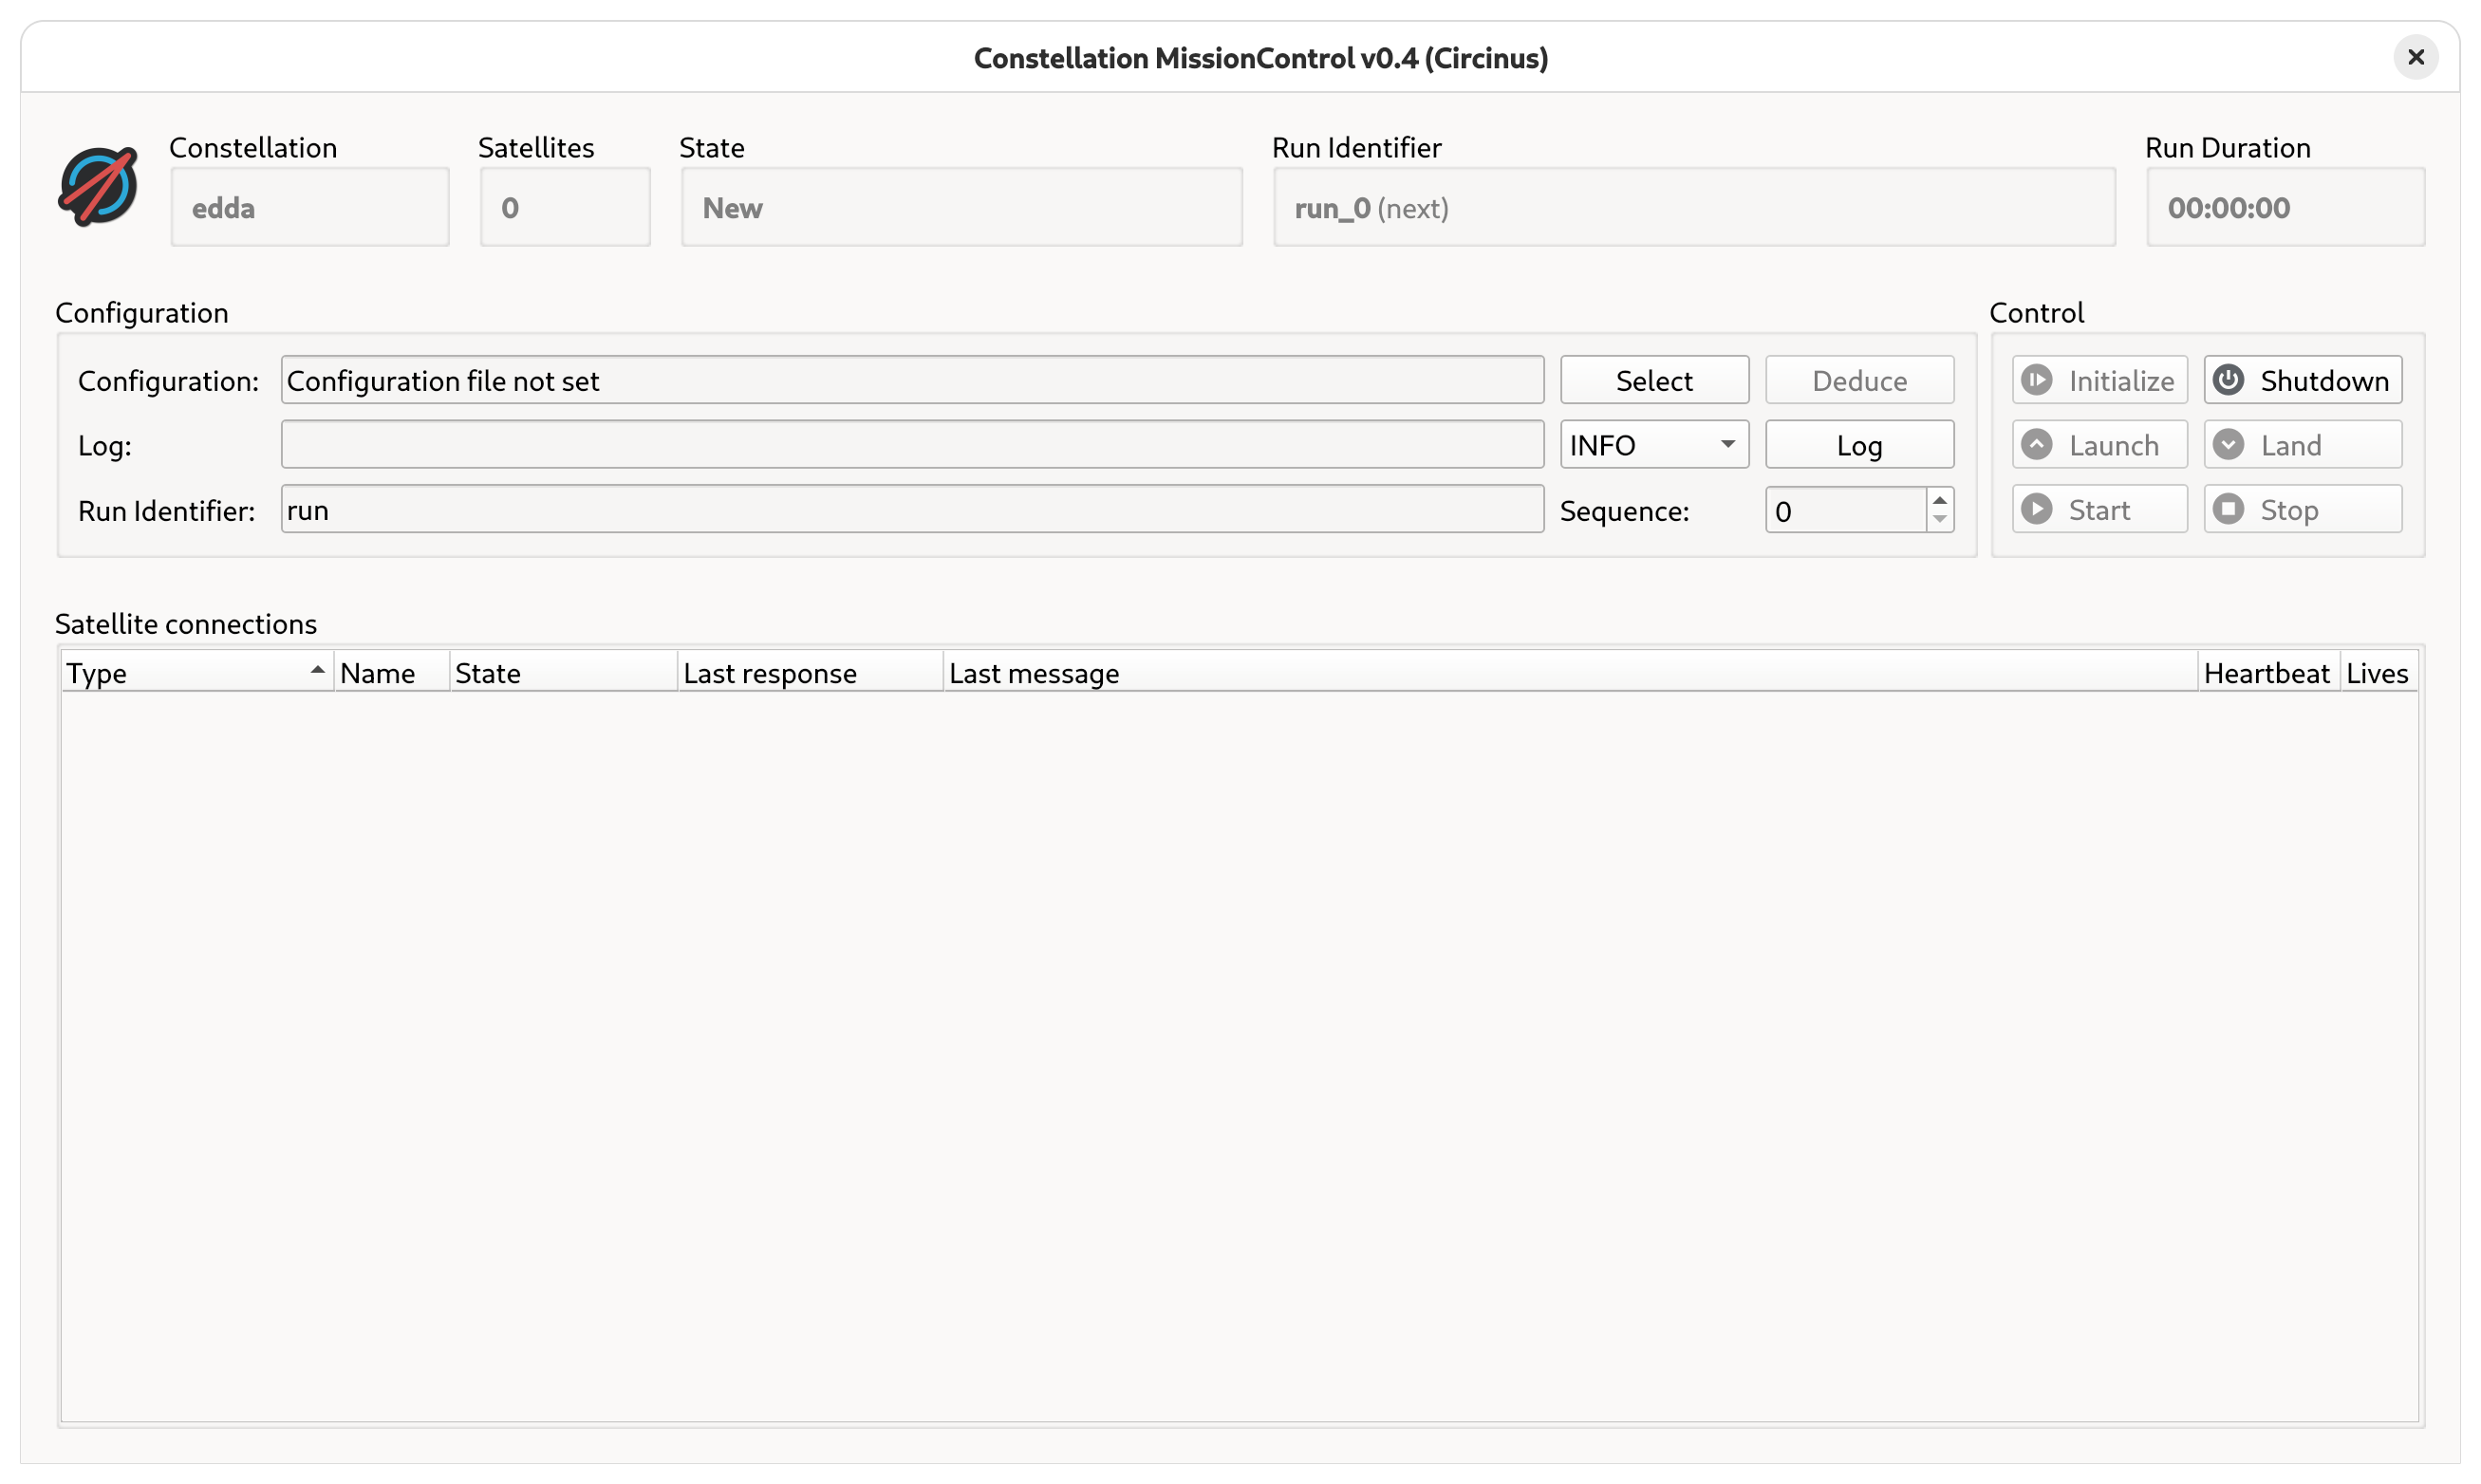 Constellation MissionControl v0.4 (Circinus)
Constellation Satellites State Run Identifier Run Duration
edda 0 New run_0 (next) 00:00:00
Configuration Control
Configuration: Configuration file not set Select Deduce Initialize Shutdown
Log: INFO Log Launch Land
Run Identifier: run Sequence: 0 Start Stop
Satellite connections
Type Name State Last response Last message Heartbeat Lives